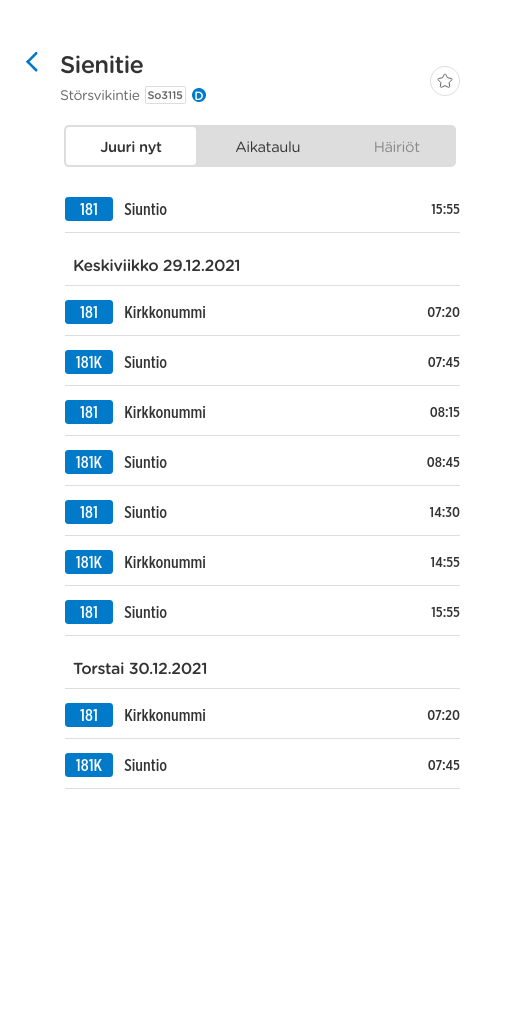 Sienitie
Störsvikintie So3115 D
Juuri nyt Aikataulu Häiriöt
181 Siuntio 15:55
Keskiviikko 29.12.2021
181 Kirkkonummi 07:20
181K Siuntio 07:45
181 Kirkkonummi 08:15
181K Siuntio 08:45
181 Siuntio 14:30
181K Kirkkonummi 14:55
181 Siuntio 15:55
Torstai 30.12.2021
181 Kirkkonummi 07:20
181K Siuntio 07:45